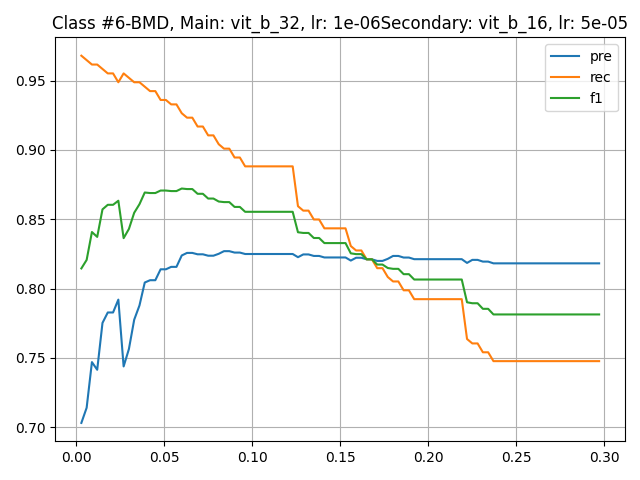 Class #6-BMD, Main: vit_b_32, lr: 1e-06Secondary: vit_b_16, lr: 5e-05
pre
rec
f1
0.95
0.90
0.85
0.80
0.75
0.70
0.00 0.05 0.10 0.15 0.20 0.25 0.30